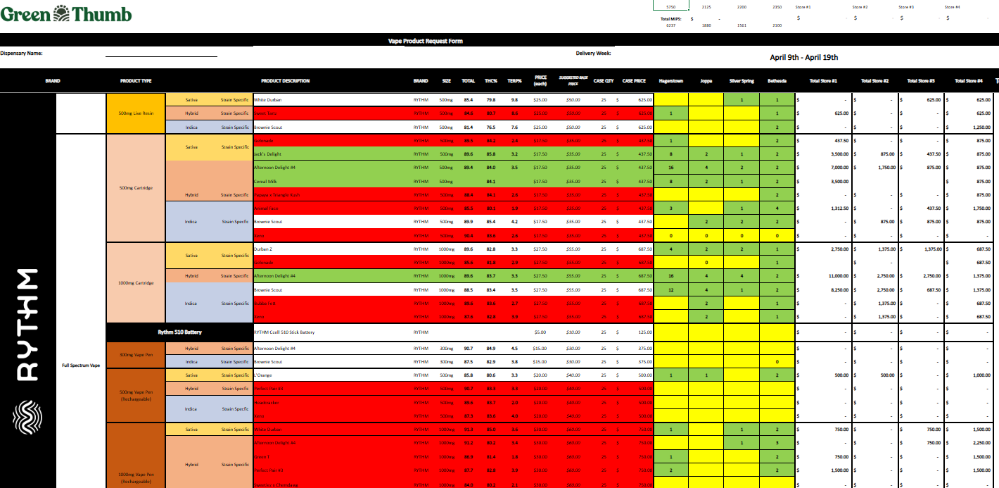 5750 2125 2200 2350 Store #1 Store #2 Store #3 Store #4
Green Thumb
Total MIPS: $ - $ - $ - $ - $ -
6237 1880 1561 2100
Vape Product Request Form
Dispensary Name: Delivery Week: April 9th - April 19th
BRAND PRODUCT TYPE PRODUCT DESCRIPTION BRAND SIZE TOTAL THC% TERP% PRICE (each) SUGGESTED BASE PRICE CASE QTY CASE PRICE Hagerstown Joppa Silver Spring Bethesda Total Store #1 Total Store #2 Total Store #3 Total Store #4
500mg Live Resin
Sativa Strain Specific White Durban RYTHM 500mg 85.4 79.8 9.8 $25.00 $50.00 25 $ 625.00 1 1 $ - $ - $ 625.00 $ 625.00
Hybrid Strain Specific Sweet Tartz RYTHM 500mg 80.7 8.6 $25.00 $50.00 25 $ 625.00 1 1 $ 625.00 $ - $ - $ 625.00
Indica Strain Specific Brownie Scout RYTHM 500mg 81.4 76.5 7.6 $25.00 $50.00 25 $ 625.00 2 $ - $ - $ - $ 1,250.00
500mg Cartridge
Sativa Strain Specific
Gelonade RYTHM 500mg 84.2 2.4 $17.50 $35.00 25 $ 437.50 1 2 $ 437.50 $ - $ - $ 875.00
Jack's Delight RYTHM 500mg 89.6 85.8 3.2 $17.50 $35.00 25 $ 437.50 8 2 1 2 $ 3,500.00 $ 875.00 $ 437.50 $ 875.00
Afternoon Delight #4 RYTHM 500mg 89.4 84.0 3.5 $17.50 $35.00 25 $ 437.50 16 4 2 2 $ 7,000.00 $ 1,750.00 $ 875.00 $ 875.00
Cereal Milk RYTHM 500mg 84.1 $17.50 $35.00 25 $ 437.50 8 2 1 2 $ 3,500.00 $ 875.00
Hybrid Strain Specific Papaya x Triangle Kush RYTHM 500mg 88.4 84.1 2.6 $17.50 $35.00 25 $ 437.50 2 $ - $ - $ - $ 875.00
Indica Strain Specfic
Animal Face RYTHM 500mg 85.5 80.1 1.9 $17.50 $35.00 25 $ 437.50 3 1 4 $ 1,312.50 $ - $ 437.50 $ 1,750.00
Brownie Scout RYTHM 500mg 89.9 85.4 4.2 $17.50 $35.00 25 $ 437.50 2 2 2 $ - $ 875.00 $ 875.00 $ 875.00
Xeno RYTHM 500mg 90.4 83.6 2.6 $17.50 $35.00 25 $ 437.50 0 0 0 0 $ - $ - $ - $ -
1000mg Cartridge
Sativa Strain Specific
Durban Z RYTHM 1000mg 89.6 82.8 3.3 $27.50 $55.00 25 $ 687.50 4 2 2 1 $ 2,750.00 $ 1,375.00 $ 1,375.00 $ 687.50
Gelonade RYTHM 1000mg 85.6 81.8 2.9 $27.50 $55.00 25 $ 687.50 0 1 $ - $ - $ 687.50
Hybrid Strain Specfic Afternoon Delight #4 RYTHM 1000mg 89.6 83.7 3.3 $27.50 $55.00 25 $ 687.50 16 4 4 2 $ 11,000.00 $ 2,750.00 $ 2,750.00 $ 1,375.00
Indica Strain Specfic
Brownie Scout RYTHM 1000mg 88.5 83.4 3.5 $27.50 $55.00 25 $ 687.50 12 4 1 2 $ 8,250.00 $ 2,750.00 $ 687.50 $ 1,375.00
Bubba Fett RYTHM 1000mg 83.6 2.7 $27.50 $55.00 25 $ 687.50 2 1 $ - $ 1,375.00 $ - $ 687.50
Xeno RYTHM 1000mg 87.6 3.9 $27.50 $55.00 25 $ 687.50 2 1 $ - $ 1,375.00 $ - $ 687.50
Rythm 510 Battery RYTHM Ccell 510 Stick Battery RYTHM $5.00 $10.00 25 $ 125.00 $ - $ - $ - $ -
RYTHM
Full Spectrum Vape
300mg Vape Pen
Hybrid Strain Specific Afternoon Delight #4 RYTHM 300mg 90.7 84.9 4.5 $15.00 $30.00 25 $ 375.00 $ - $ - $ - $ -
Indica Strain Specific Brownie Scout RYTHM 300mg 87.5 82.9 3.8 $15.00 $30.00 25 $ 375.00 0 $ - $ - $ - $ -
500mg Vape Pen (Rechargeable)
Sativa Strain Specific L'Orange RYTHM 500mg 85.8 80.6 3.3 $20.00 $40.00 25 $ 500.00 1 1 2 $ 500.00 $ 500.00 $ - $ 1,000.00
Hybrid Strain Specific Perfect Pair #3 RYTHM 500mg 90.7 83.3 3.3 $20.00 $40.00 25 $ 500.00 $ - $ - $ - $ -
Indica Strain Specific
Headcracker RYTHM 500mg 83.7 2.0 $20.00 $40.00 25 $ 500.00 $ - $ - $ - $ -
Xeno RYTHM 500mg 87.3 83.6 4.0 $20.00 $40.00 25 $ 500.00 $ - $ - $ - $ -
1000mg Vape Pen (Rechargeable)
Sativa Strain Specific White Durban RYTHM 1000mg 91.3 85.0 3.6 $30.00 $60.00 25 $ 750.00 1 1 2 $ 750.00 $ - $ 750.00 $ 1,500.00
Hybrid Strain Specific
Afternoon Delight #4 RYTHM 1000mg 81.2 80.2 3.4 $30.00 $60.00 25 $ 750.00 1 3 $ - $ - $ 750.00 $ 2,250.00
Green T RYTHM 1000mg 86.9 81.4 1.8 $30.00 $60.00 25 $ 750.00 1 2 $ 750.00 $ - $ - $ 1,500.00
Perfect Pair #3 RYTHM 1000mg 87.7 82.6 3.9 $30.00 $60.00 25 $ 750.00 2 2 $ 1,500.00 $ - $ - $ 1,500.00
Sweeties x Chemdawg RYTHM 1000mg 84.0 80.2 2.1 $30.00 $60.00 25 $ 750.00 $ - $ - $ - $ -